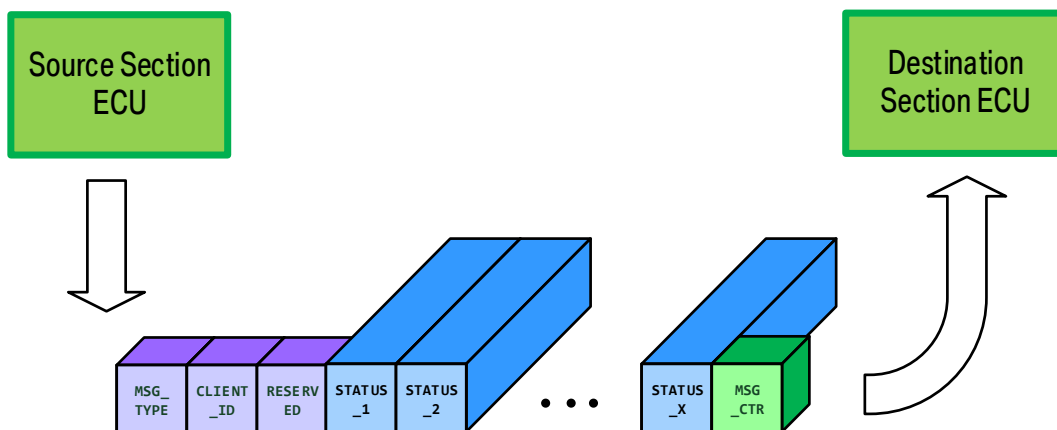 Source Section
ECU
Destination
Section ECU
MSG_
TYPE
CLIENT
_ID
RESERV
ED
STATUS
_1
STATUS
_2
• • •
STATUS
_X
MSG
_CTR